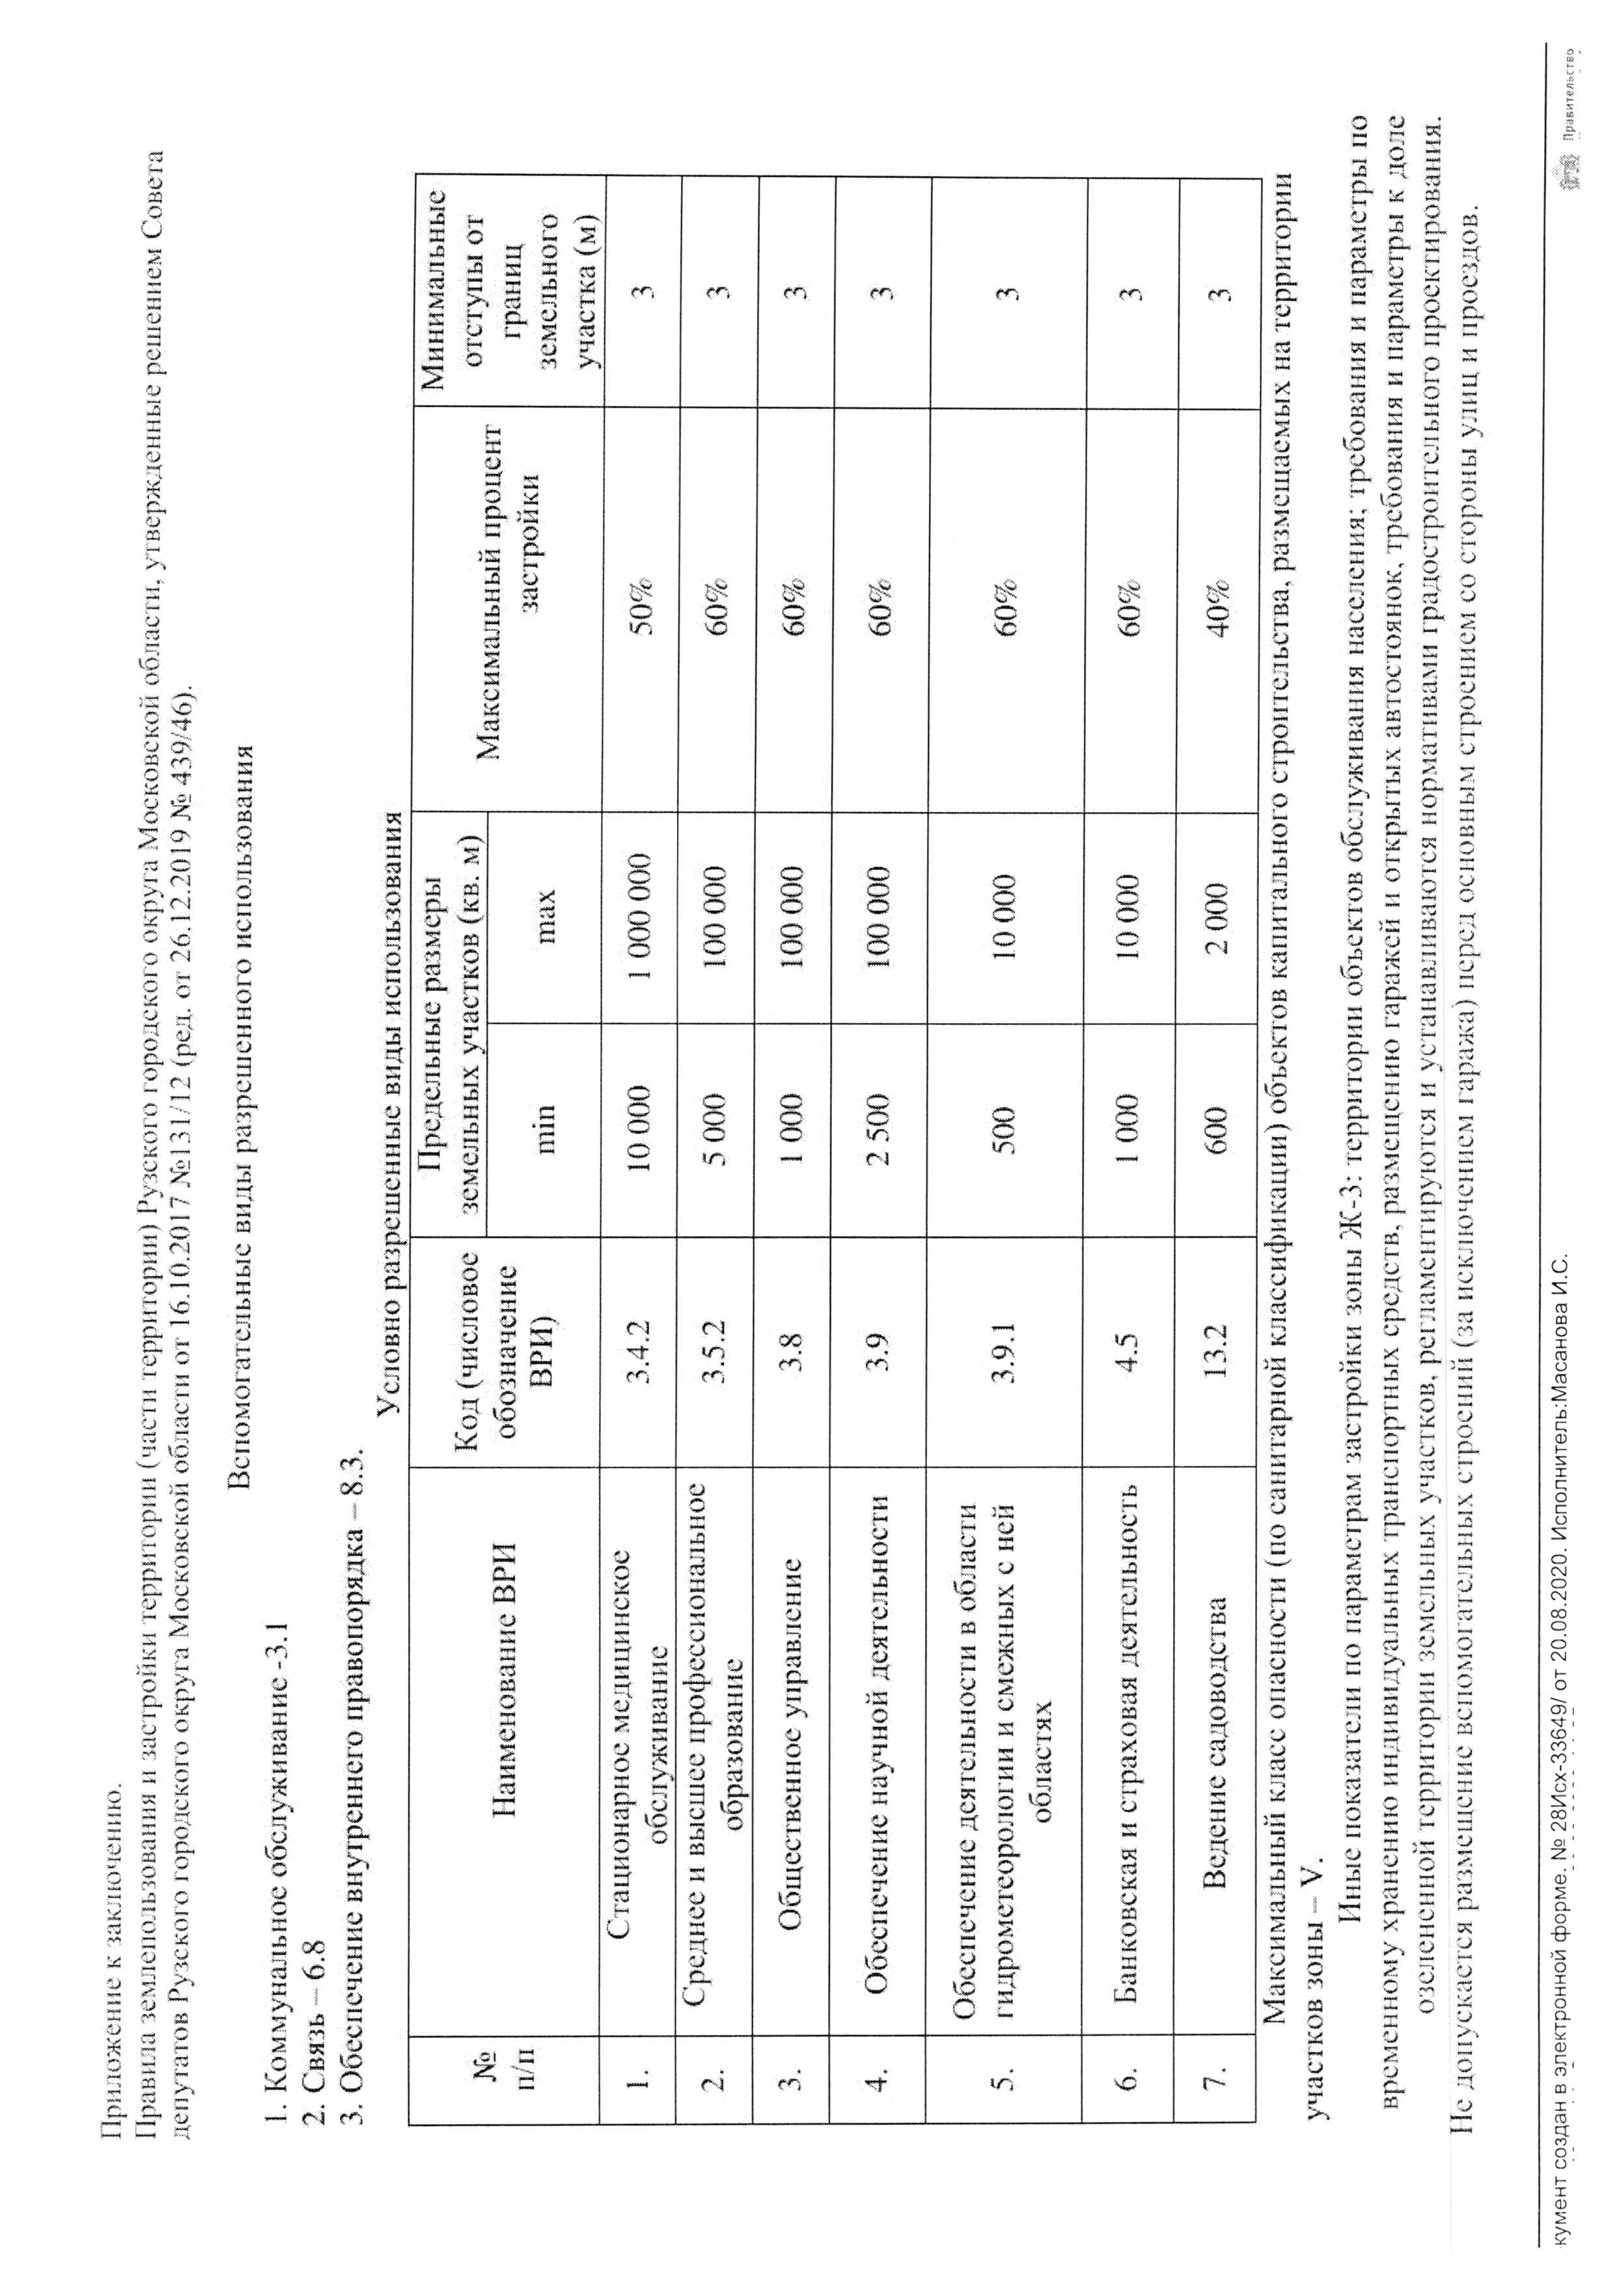 Приложение к заключению.
Правила землепользования и застройки территории (части территории) Рузского городского округа Московской области, утвержденные решением Совета
депутатов Рузского городского округа Московской области от 16.10.2017 №131/12 (ред. от 26.12.2019 № 439/46).
Вспомогательные виды разрешенного использования
1. Коммунальное обслуживание -3.1
2. Связь – 6.8
3. Обеспечение внутреннего правопорядка – 8.3.
Условно разрешенные виды использования
№ п/п | Наименование ВРИ | Код (числовое обозначение ВРИ) | Предельные размеры земельных участков (кв. м) | Максимальный процент застройки | Минимальные отступы от границ земельного участка (м)
min | max
1. | Стационарное медицинское обслуживание | 3.4.2 | 10 000 | 1 000 000 | 50% | 3
2. | Среднее и высшее профессиональное образование | 3.5.2 | 5 000 | 100 000 | 60% | 3
3. | Общественное управление | 3.8 | 1 000 | 100 000 | 60% | 3
4. | Обеспечение научной деятельности | 3.9 | 2 500 | 100 000 | 60% | 3
5. | Обеспечение деятельности в области гидрометеорологии и смежных с ней областях | 3.9.1 | 500 | 10 000 | 60% | 3
6. | Банковская и страховая деятельность | 4.5 | 1 000 | 10 000 | 60% | 3
7. | Ведение садоводства | 13.2 | 600 | 2 000 | 40% | 3
Максимальный класс опасности (по санитарной классификации) объектов капитального строительства, размещаемых на территории
участков зоны – V.
Иные показатели по параметрам застройки зоны Ж-3: территории объектов обслуживания населения; требования и параметры по
временному хранению индивидуальных транспортных средств, размещению гаражей и открытых автостоянок, требования и параметры к доле
озелененной территории земельных участков, регламентируются и устанавливаются нормативами градостроительного проектирования.
Не допускается размещение вспомогательных строений (за исключением гаража) перед основным строением со стороны улиц и проездов.
кумент создан в электронной форме. № 28Исх-33649/ от 20.08.2020. Исполнитель:Масанова И.С.
Правительство